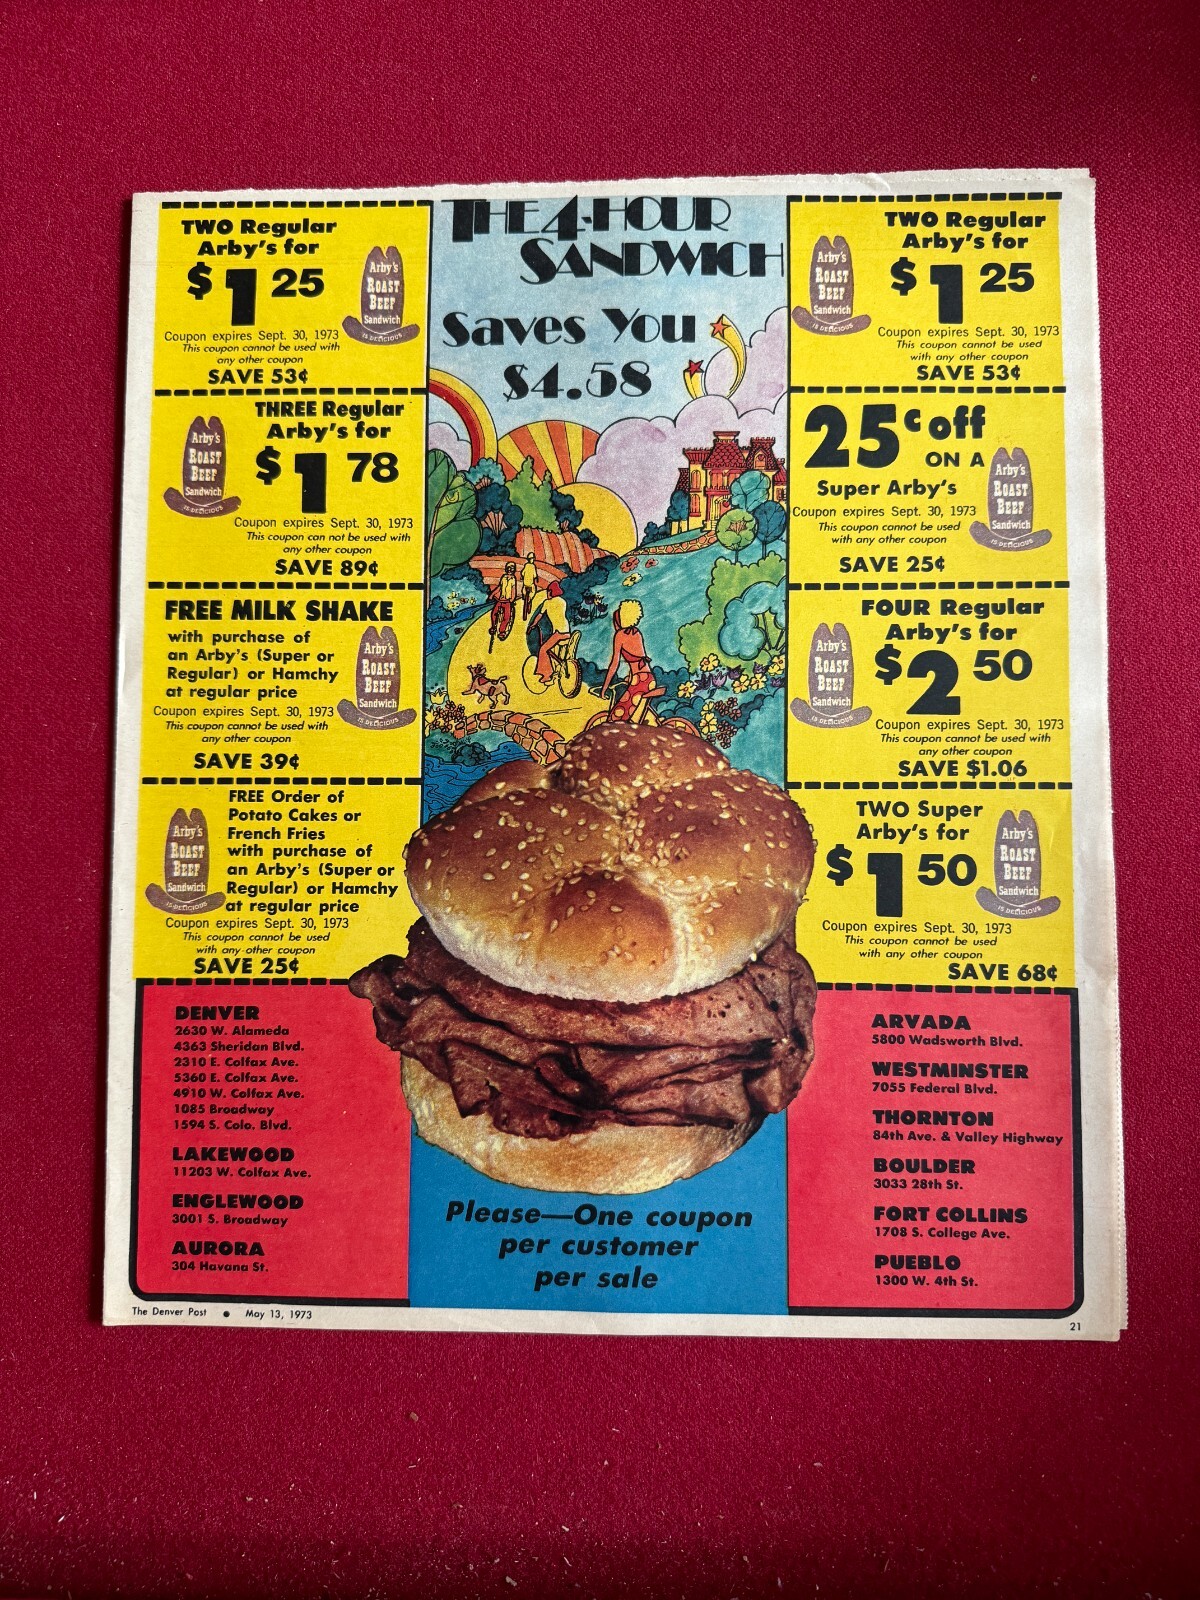 THE 4-HOUR
SANDWICH
Saves You
$4.58
TWO Regular
Arby's for
$1 25
Arby's
ROAST
BEEF
Sandwich
IS DELICIOUS
Coupon expires Sept. 30, 1973
This coupon cannot be used with
any other coupon
SAVE 53¢
THREE Regular
Arby's for
$1 78
Arby's
ROAST
BEEF
Sandwich
IS DELICIOUS
Coupon expires Sept. 30, 1973
This coupon can not be used with
any other coupon
SAVE 89¢
FREE MILK SHAKE
with purchase of
an Arby's (Super or
Regular) or Hamchy
at regular price
Arby's
ROAST
BEEF
Sandwich
IS DELICIOUS
Coupon expires Sept. 30, 1973
This coupon cannot be used with
any other coupon
SAVE 39¢
FREE Order of
Potato Cakes or
French Fries
with purchase of
an Arby's (Super or
Regular) or Hamchy
at regular price
Arby's
ROAST
BEEF
Sandwich
IS DELICIOUS
Coupon expires Sept. 30, 1973
This coupon cannot be used
with any other coupon
SAVE 25¢
TWO Regular
Arby's for
$1 25
Arby's
ROAST
BEEF
Sandwich
IS DELICIOUS
Coupon expires Sept. 30, 1973
This coupon cannot be used
with any other coupon
SAVE 53¢
25¢ off
ON A
Super Arby's
Arby's
ROAST
BEEF
Sandwich
IS DELICIOUS
Coupon expires Sept. 30, 1973
This coupon cannot be used
with any other coupon
SAVE 25¢
FOUR Regular
Arby's for
$2 50
Arby's
ROAST
BEEF
Sandwich
IS DELICIOUS
Coupon expires Sept. 30, 1973
This coupon cannot be used with
any other coupon
SAVE $1.06
TWO Super
Arby's for
$1 50
Arby's
ROAST
BEEF
Sandwich
IS DELICIOUS
Coupon expires Sept. 30, 1973
This coupon cannot be used
with any other coupon
SAVE 68¢
DENVER
2630 W. Alameda
4363 Sheridan Blvd.
2310 E. Colfax Ave.
5360 E. Colfax Ave.
4910 W. Colfax Ave.
1085 Broadway
1594 S. Colo. Blvd.
LAKEWOOD
11203 W. Colfax Ave.
ENGLEWOOD
3001 S. Broadway
AURORA
304 Havana St.
Please—One coupon
per customer
per sale
ARVADA
5800 Wadsworth Blvd.
WESTMINSTER
7055 Federal Blvd.
THORNTON
84th Ave. & Valley Highway
BOULDER
3033 28th St.
FORT COLLINS
1708 S. College Ave.
PUEBLO
1300 W. 4th St.
The Denver Post • May 13, 1973
21